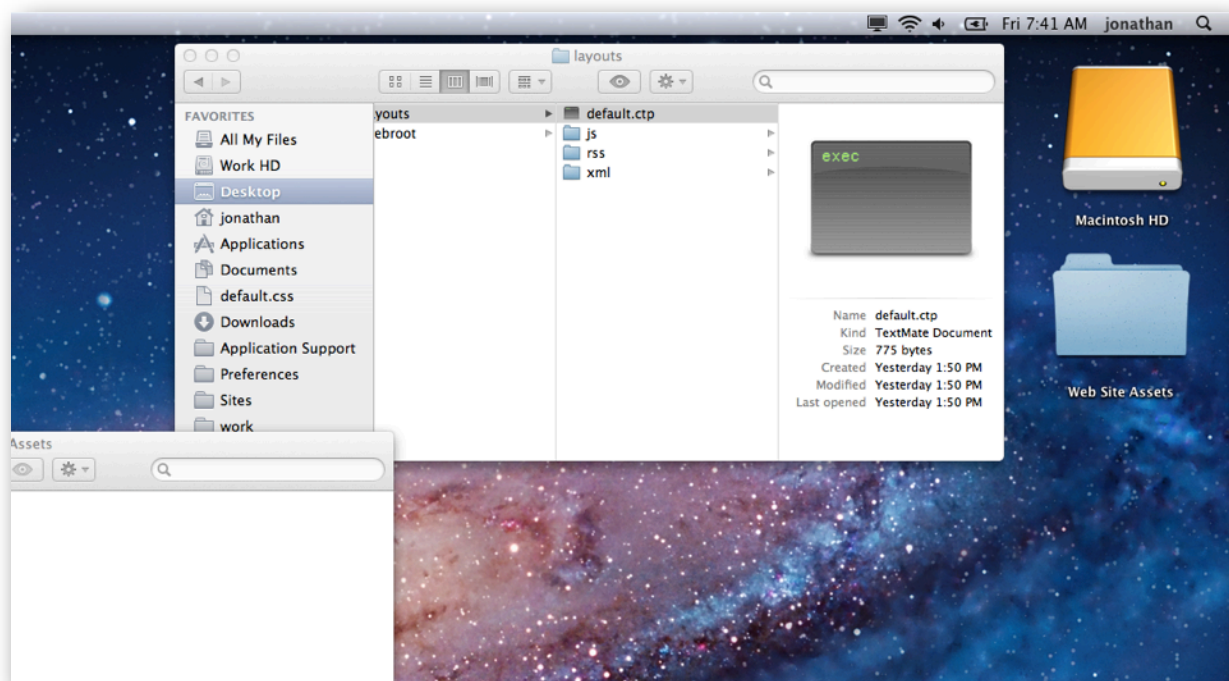 Fri 7:41 AM jonathan
layouts
FAVORITES
All My Files
Work HD
Desktop
jonathan
Applications
Documents
default.css
Downloads
Application Support
Preferences
Sites
work
youts
ebroot
default.ctp
js
rss
xml
exec
Name default.ctp
Kind TextMate Document
Size 775 bytes
Created Yesterday 1:50 PM
Modified Yesterday 1:50 PM
Last opened Yesterday 1:50 PM
Macintosh HD
Web Site Assets
Assets